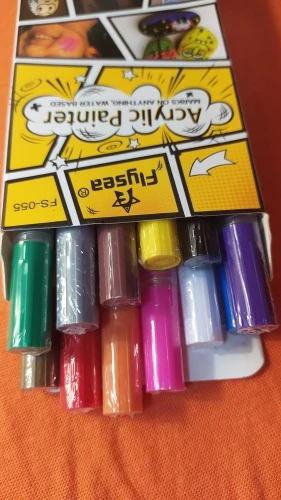 Acrylic Painter
MARKS ON ANYTHING, WATER BASED
Flysea®
FS-055